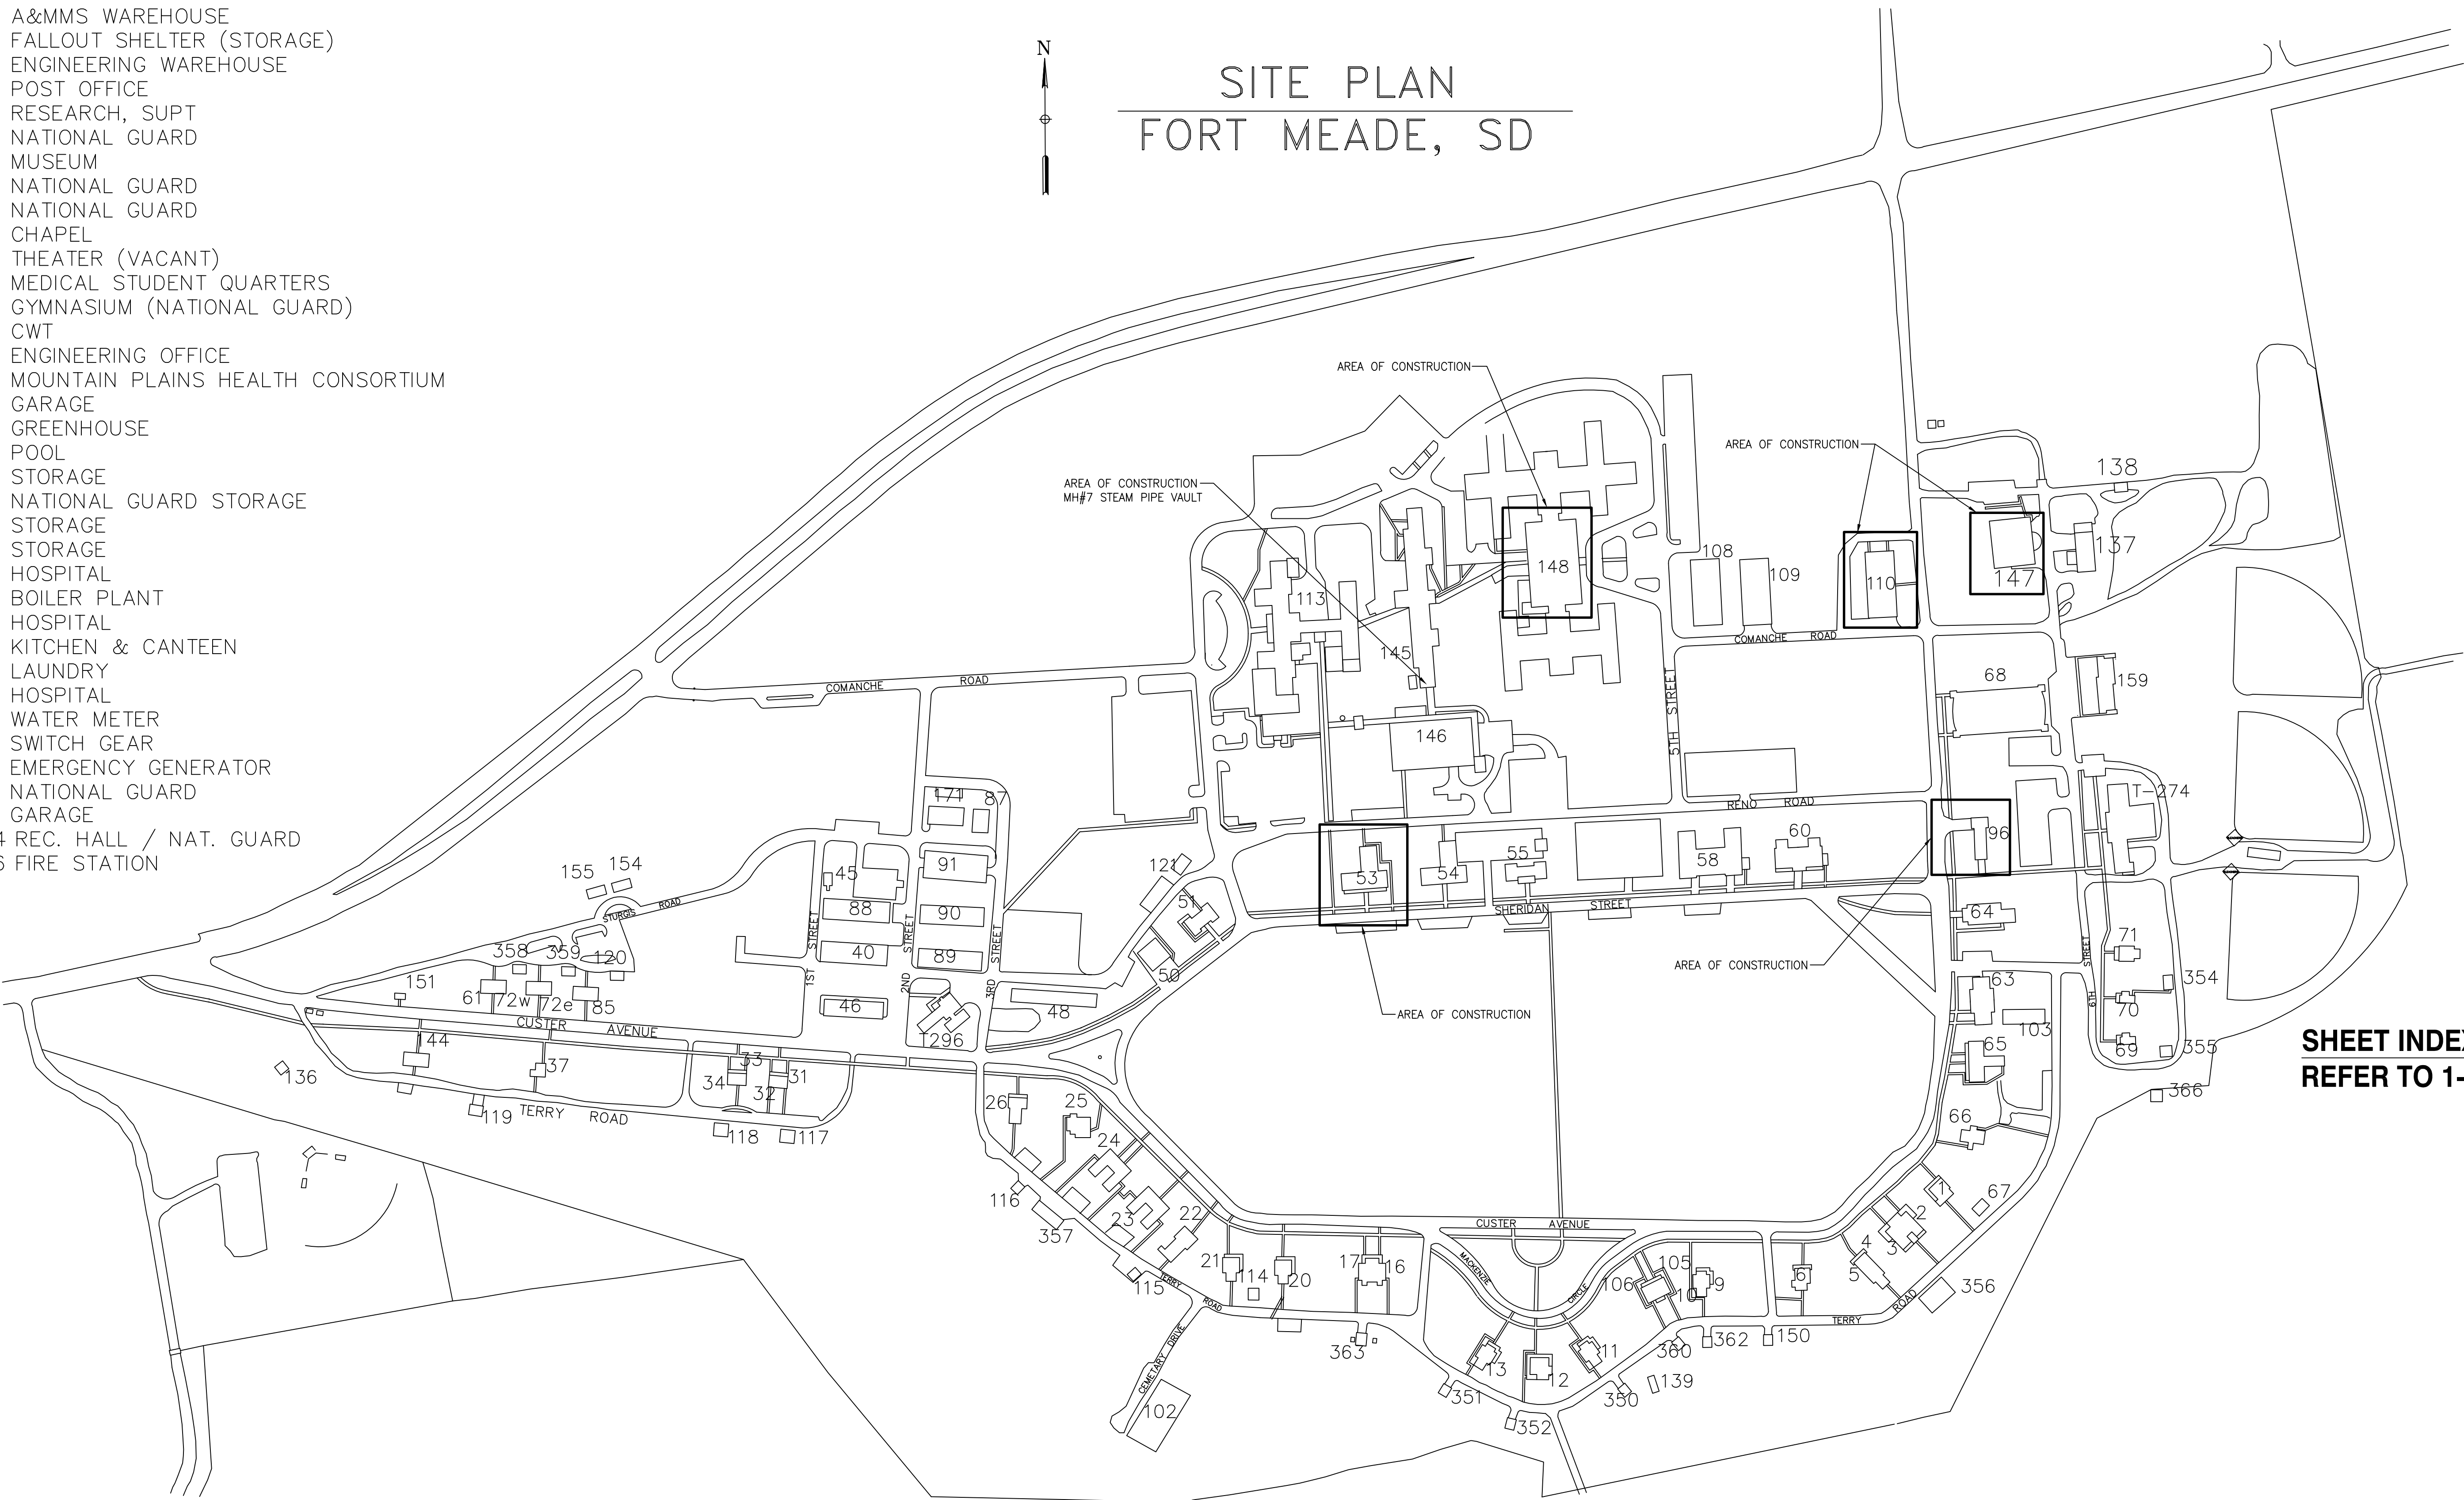 A&MMS WAREHOUSE
FALLOUT SHELTER (STORAGE)
ENGINEERING WAREHOUSE
POST OFFICE
RESEARCH, SUPT
NATIONAL GUARD
MUSEUM
NATIONAL GUARD
NATIONAL GUARD
CHAPEL
THEATER (VACANT)
MEDICAL STUDENT QUARTERS
GYMNASIUM (NATIONAL GUARD)
CWT
ENGINEERING OFFICE
MOUNTAIN PLAINS HEALTH CONSORTIUM
GARAGE
GREENHOUSE
POOL
STORAGE
NATIONAL GUARD STORAGE
STORAGE
STORAGE
HOSPITAL
BOILER PLANT
HOSPITAL
KITCHEN & CANTEEN
LAUNDRY
HOSPITAL
WATER METER
SWITCH GEAR
EMERGENCY GENERATOR
NATIONAL GUARD
GARAGE
4 REC. HALL / NAT. GUARD
6 FIRE STATION
N
SITE PLAN
FORT MEADE, SD
AREA OF CONSTRUCTION
AREA OF CONSTRUCTION
AREA OF CONSTRUCTION
MH#7 STEAM PIPE VAULT
138
108
109
148
110
147
137
113
145
COMANCHE ROAD
COMANCHE ROAD
68
159
5TH STREET
146
171
87
RENO ROAD
T-274
96
60
58
55
54
53
121
91
45
155
154
STURGIS ROAD
88
90
51
SHERIDAN STREET
64
1ST STREET
2ND STREET
3RD STREET
6TH STREET
71
358
359
120
40
89
50
AREA OF CONSTRUCTION
AREA OF CONSTRUCTION
354
63
151
61
72w
72e
85
46
48
70
CUSTER AVENUE
T296
103
65
69
355
SHEET INDEX
REFER TO 1-
144
37
33
34
31
32
136
119
TERRY ROAD
118
117
26
25
24
66
366
116
357
23
22
1
67
2
3
4
5
CUSTER AVENUE
MACKENZIE CIRCLE
21
114
20
17
16
115
TERRY ROAD
106
105
10
9
6
356
TERRY ROAD
363
13
12
11
360
362
150
CEMETARY DRIVE
102
351
352
350
139